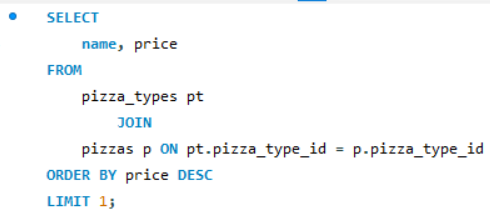 SELECT
name, price
FROM
pizza_types pt
JOIN
pizzas p ON pt.pizza_type_id = p.pizza_type_id
ORDER BY price DESC
LIMIT 1;